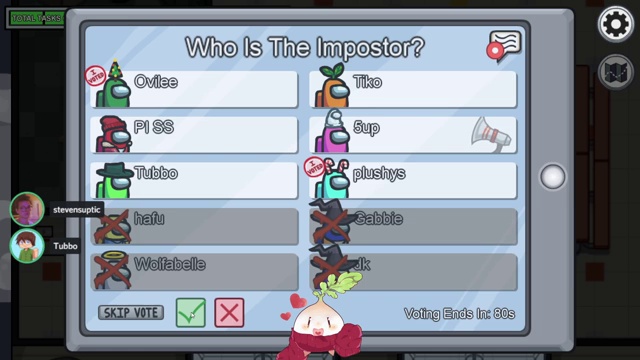 TOTAL TASKS
Who Is The Impostor?
I VOTED
Ovilee
Tiko
PI SS
5up
Tubbo
I VOTED
plushys
hafu
Gabbie
Wolfabelle
stevensuptic
Tubbo
SKIP VOTE
Voting Ends In: 80s